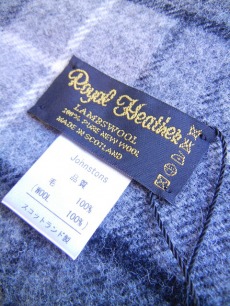 Royal Heather
LAMBSWOOL
100% PURE NEW WOOL
MADE IN SCOTLAND
Johnstons
品質
毛 100%
(WOOL 100%)
スコットランド製